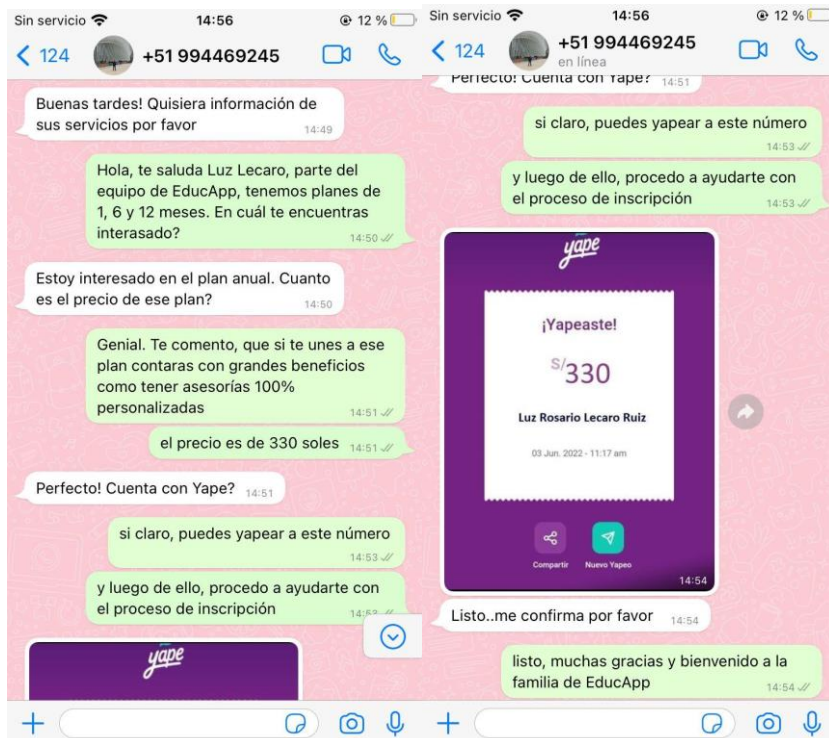 Sin servicio 14:56 12 %
124 +51 994469245
Buenas tardes! Quisiera información de
sus servicios por favor 14:49
Hola, te saluda Luz Lecaro, parte del
equipo de EducApp, tenemos planes de
1, 6 y 12 meses. En cuál te encuentras
interasado? 14:50
Estoy interesado en el plan anual. Cuanto
es el precio de ese plan? 14:50
Genial. Te comento, que si te unes a ese
plan contaras con grandes beneficios
como tener asesorías 100%
personalizadas 14:51
el precio es de 330 soles 14:51
Perfecto! Cuenta con Yape? 14:51
si claro, puedes yapear a este número
14:53
y luego de ello, procedo a ayudarte con
el proceso de inscripción 14:53
yape
Sin servicio 14:56 12 %
124 +51 994469245
en línea
Perfecto! Cuenta con Yape? 14:51
si claro, puedes yapear a este número
14:53
y luego de ello, procedo a ayudarte con
el proceso de inscripción 14:53
yape
¡Yapeaste!
S/330
Luz Rosario Lecaro Ruiz
03 Jun. 2022 - 11:17 am
Compartir Nuevo Yapeo
14:54
Listo..me confirma por favor 14:54
listo, muchas gracias y bienvenido a la
familia de EducApp 14:54